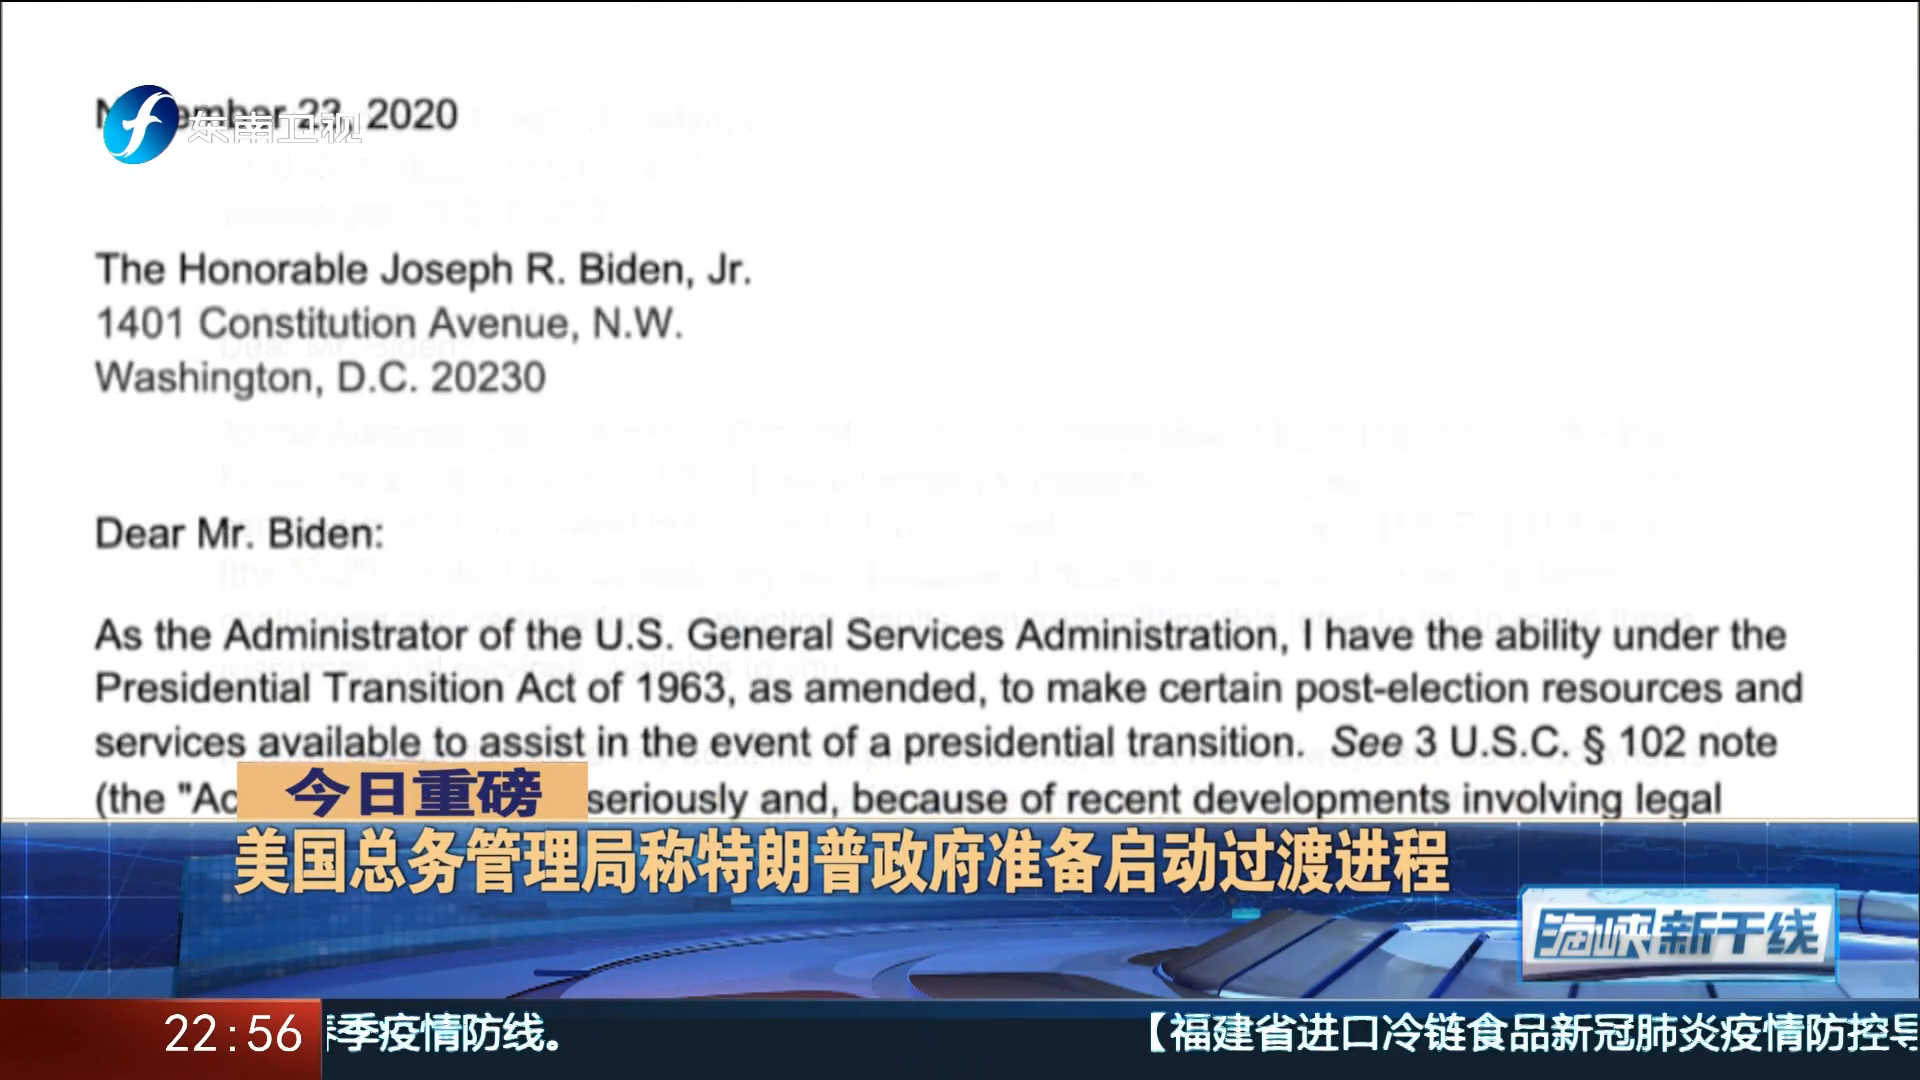 November 23, 2020
东南卫视
The Honorable Joseph R. Biden, Jr.
1401 Constitution Avenue, N.W.
Washington, D.C. 20230
Dear Mr. Biden:
As the Administrator of the U.S. General Services Administration, I have the ability under the
Presidential Transition Act of 1963, as amended, to make certain post-election resources and
services available to assist in the event of a presidential transition. See 3 U.S.C. § 102 note
(the "Ac seriously and, because of recent developments involving legal
今日重磅
美国总务管理局称特朗普政府准备启动过渡进程
海峡新干线
22:56 季疫情防线。 【福建省进口冷链食品新冠肺炎疫情防控导